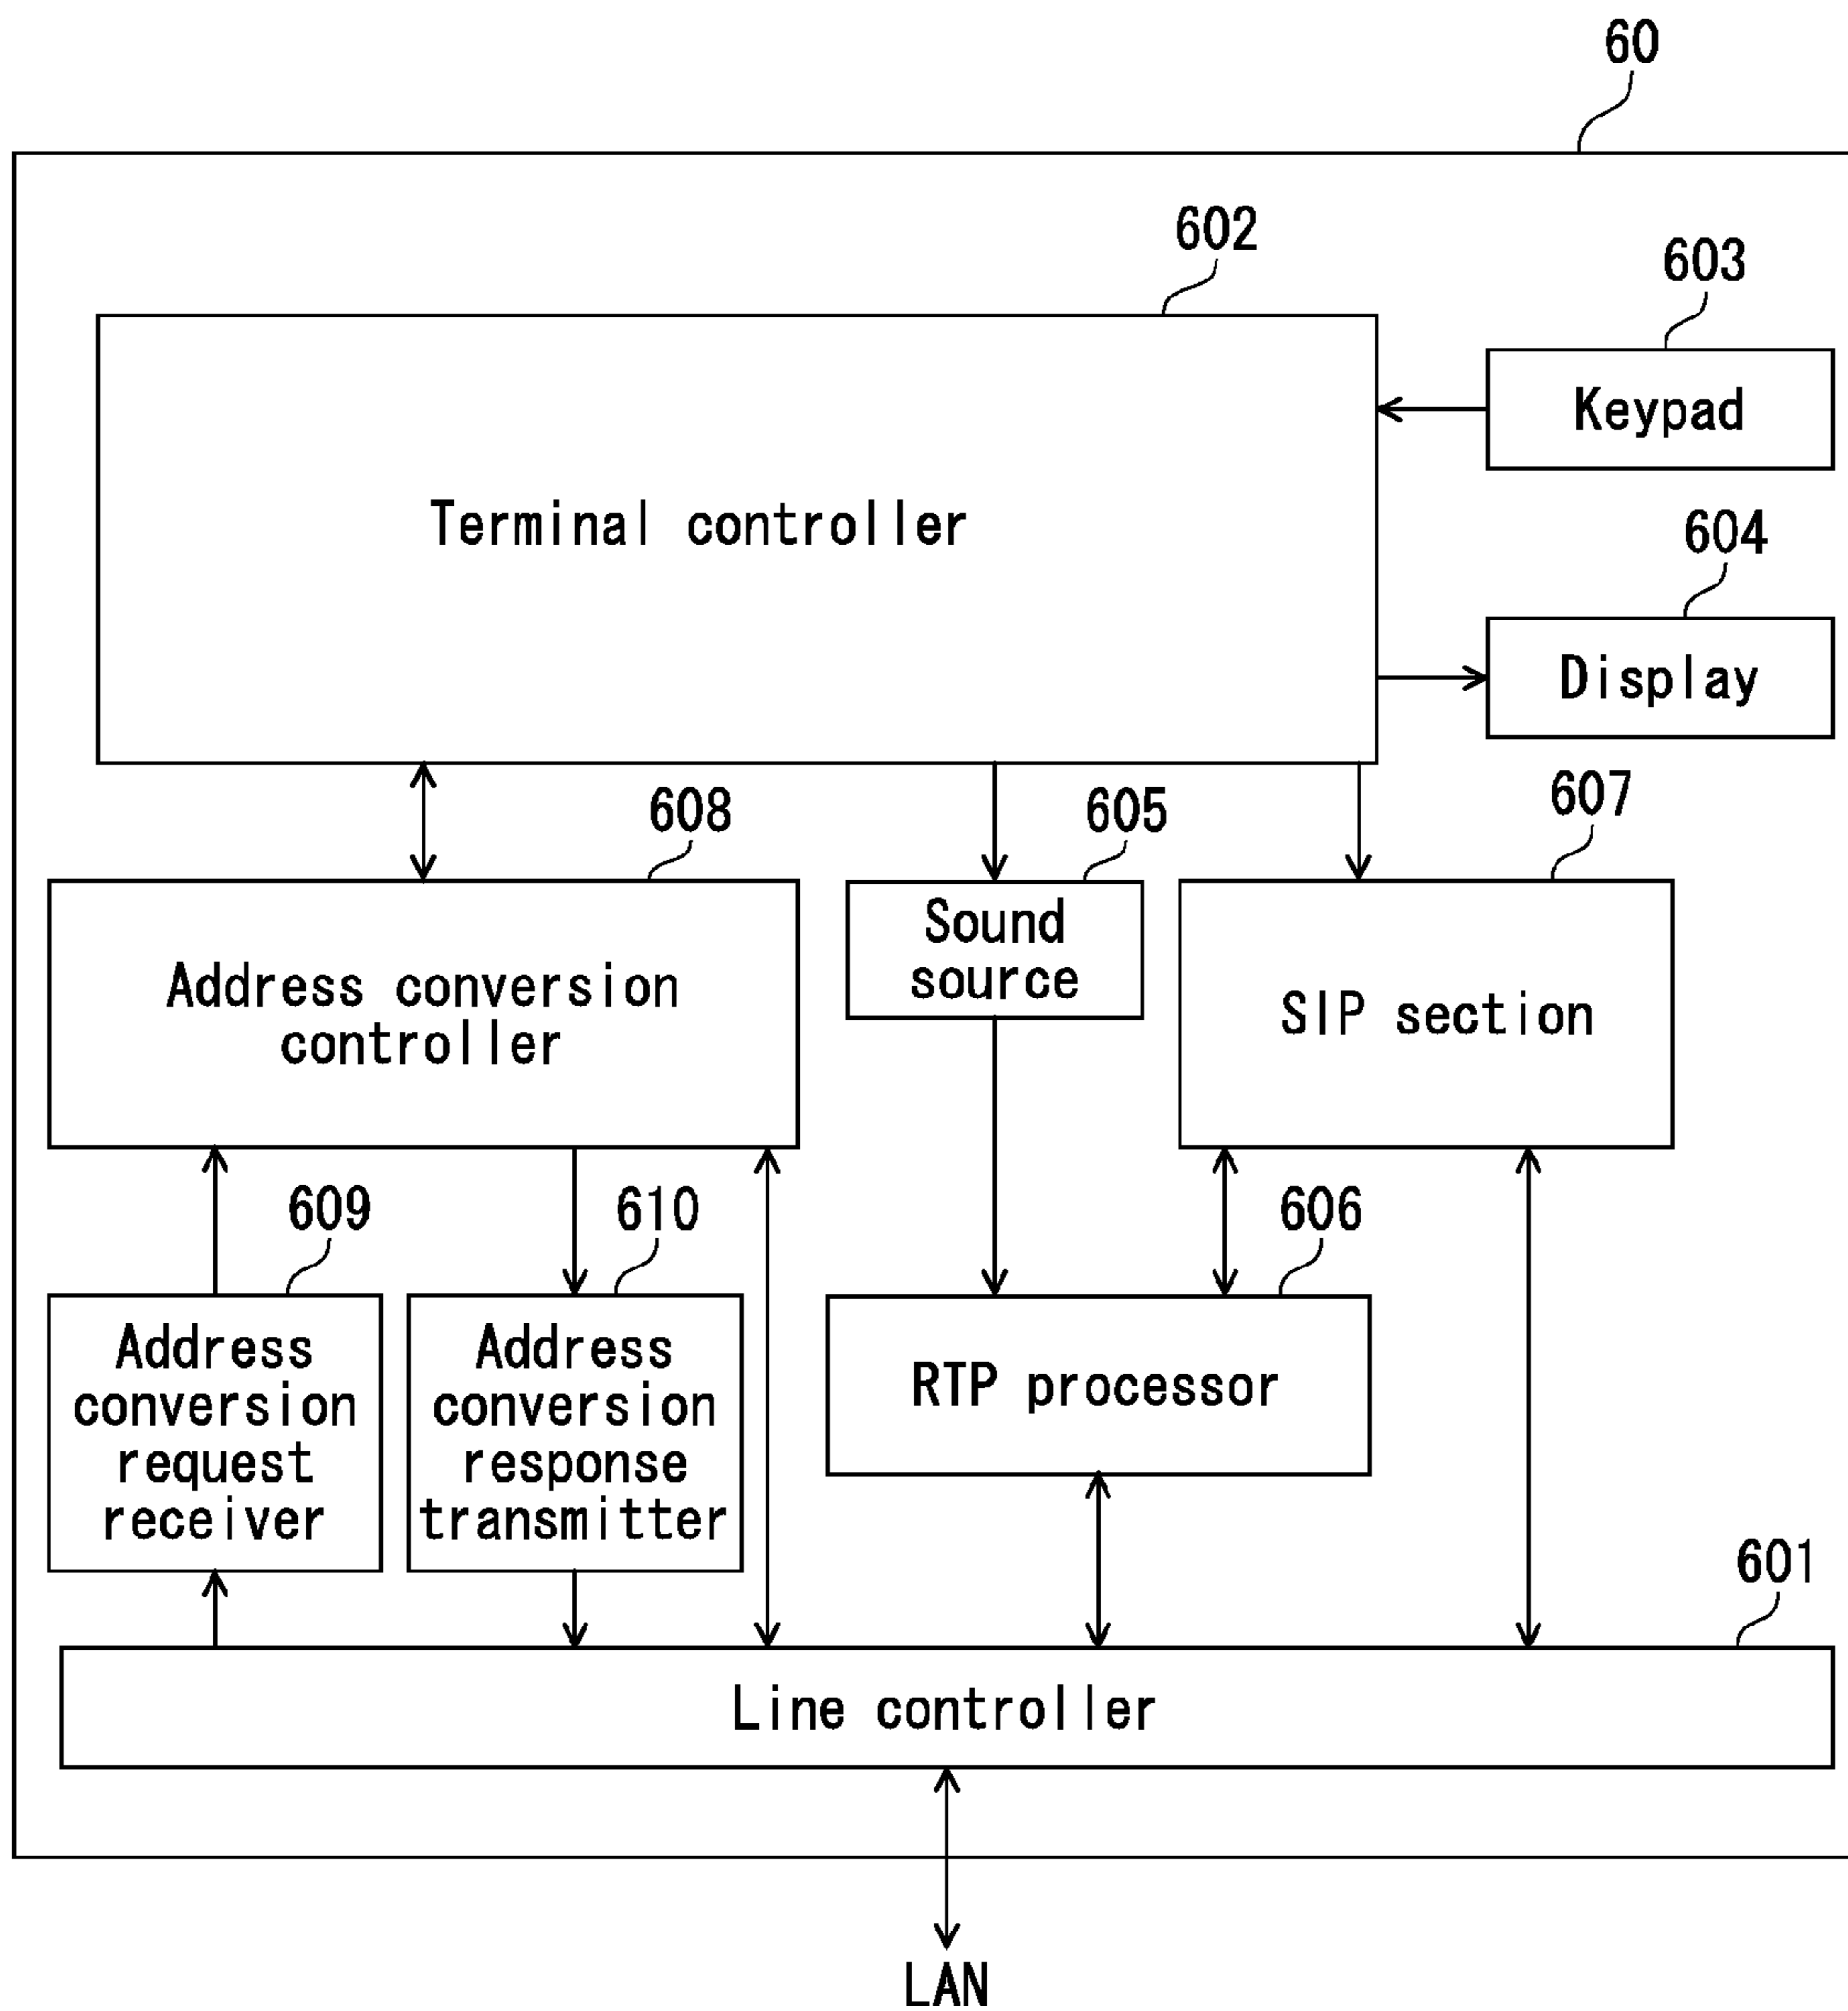 60
602
603
Keypad
Terminal controller
604
Display
608
605
607
Address conversion
controller
Sound
source
SIP section
609
610
606
Address
conversion
request
receiver
Address
conversion
response
transmitter
RTP processor
601
Line controller
LAN